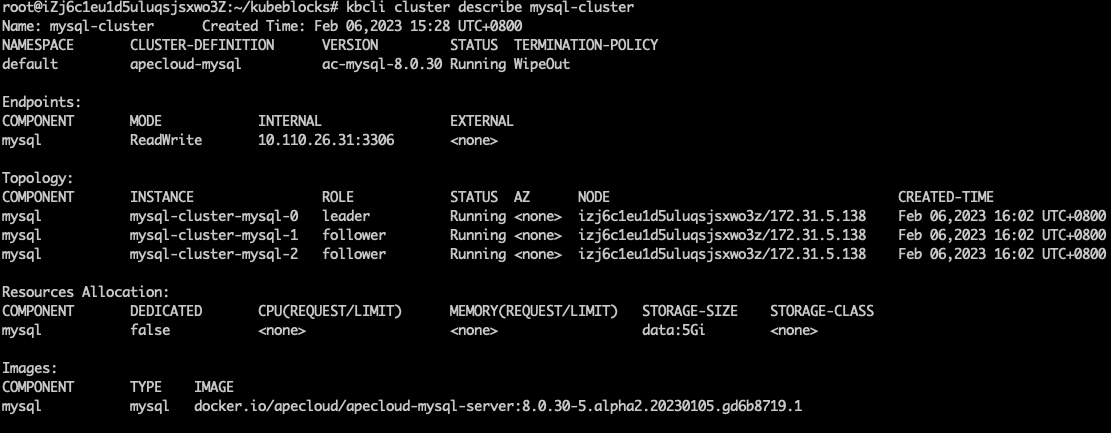 root@iZj6c1eu1d5uluqsjsxwo3Z:~/kubeblocks# kbcli cluster describe mysql-cluster
Name: mysql-cluster     Created Time: Feb 06,2023 15:28 UTC+0800
NAMESPACE       CLUSTER-DEFINITION      VERSION         STATUS  TERMINATION-POLICY
default         apecloud-mysql          ac-mysql-8.0.30 Running WipeOut

Endpoints:
COMPONENT       MODE            INTERNAL                EXTERNAL
mysql           ReadWrite       10.110.26.31:3306       <none>

Topology:
COMPONENT       INSTANCE                ROLE            STATUS  AZ      NODE                                    CREATED-TIME
mysql           mysql-cluster-mysql-0   leader          Running <none>  izj6c1eu1d5uluqsjsxwo3z/172.31.5.138    Feb 06,2023 16:02 UTC+0800
mysql           mysql-cluster-mysql-1   follower        Running <none>  izj6c1eu1d5uluqsjsxwo3z/172.31.5.138    Feb 06,2023 16:02 UTC+0800
mysql           mysql-cluster-mysql-2   follower        Running <none>  izj6c1eu1d5uluqsjsxwo3z/172.31.5.138    Feb 06,2023 16:02 UTC+0800

Resources Allocation:
COMPONENT       DEDICATED       CPU(REQUEST/LIMIT)      MEMORY(REQUEST/LIMIT)   STORAGE-SIZE    STORAGE-CLASS
mysql           false           <none>                  <none>                  data:5Gi        <none>

Images:
COMPONENT       TYPE    IMAGE
mysql           mysql   docker.io/apecloud/apecloud-mysql-server:8.0.30-5.alpha2.20230105.gd6b8719.1